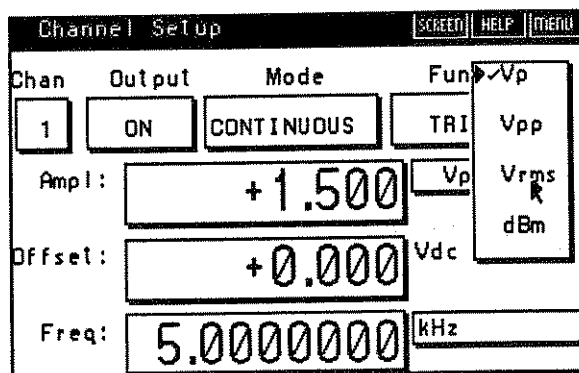 Channel Setup SCREEN HELP MENU
Chan Output Mode Fun ✓Vp
1 ON CONTINUOUS TRI Vpp
Ampl: +1.500 Vp Vrms
dBm
Offset: +0.000 Vdc
Freq: 5.0000000 kHz